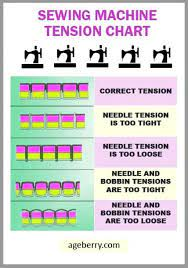 SEWING MACHINE
TENSION CHART
CORRECT TENSION
NEEDLE TENSION
IS TOO TIGHT
NEEDLE TENSION
IS TOO LOOSE
NEEDLE AND
BOBBIN TENSIONS
ARE TOO TIGHT
NEEDLE AND
BOBBIN TENSIONS
ARE TOO LOOSE
ageberry.com